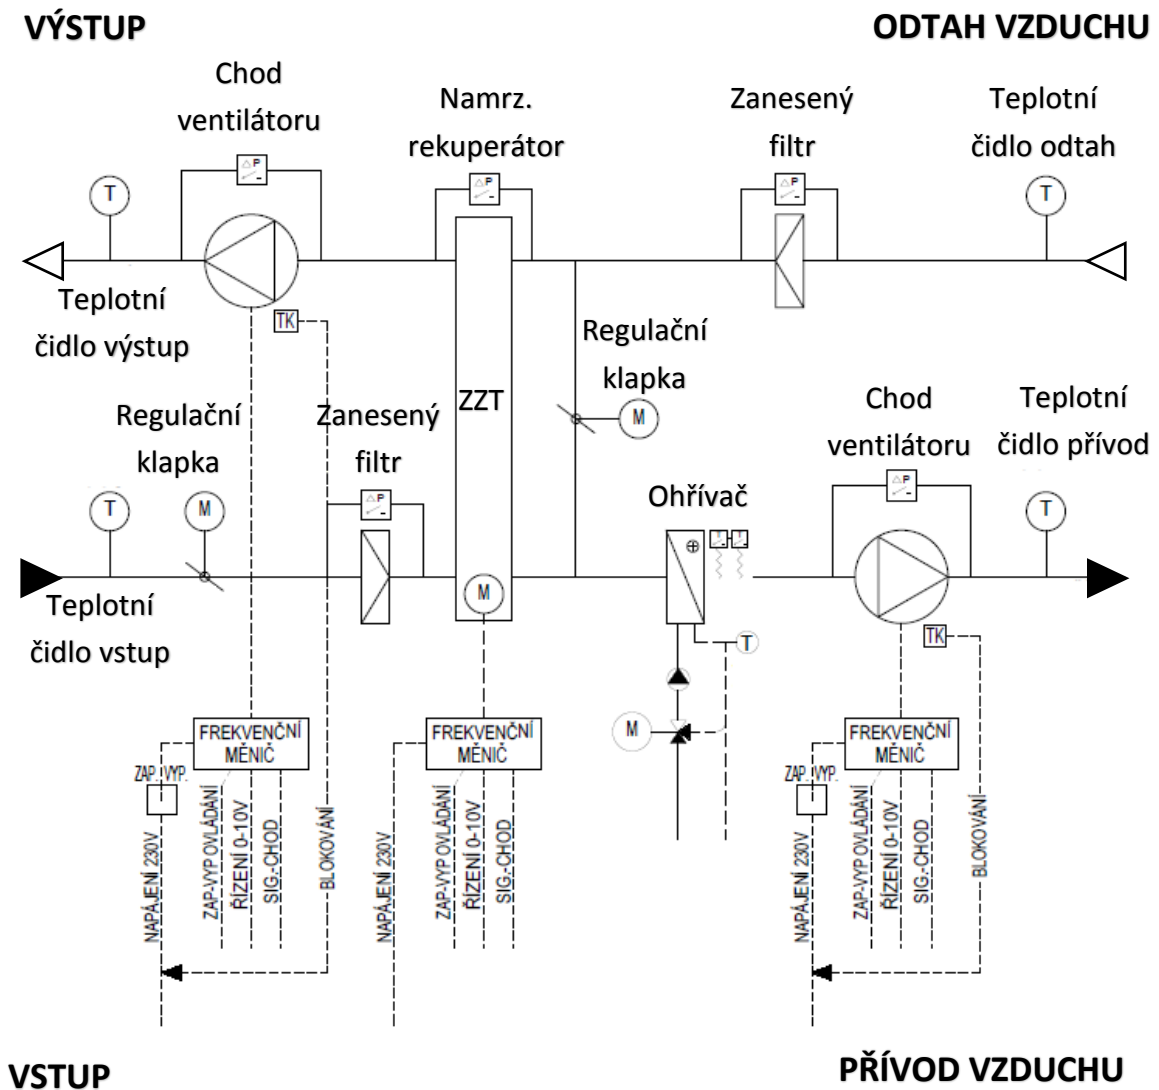 VÝSTUP
ODTAH VZDUCHU
Chod
ventilátoru
Namrz.
rekuperátor
Zanesený
filtr
Teplotní
čidlo odtah
△P
△P
△P
T
T
Teplotní
čidlo výstup
TK
Regulační
klapka
M
ZZT
Regulační
klapka
Zanesený
filtr
Chod
ventilátoru
Teplotní
čidlo přívod
T
M
△P
Ohřívač
△P
T
T T
M
Teplotní
čidlo vstup
TK
T
M
FREKVENČNÍ
MĚNIČ
FREKVENČNÍ
MĚNIČ
FREKVENČNÍ
MĚNIČ
ZAP. VYP.
NAPÁJENÍ 230V
ZAP-VYP OVLÁDÁNÍ
ŘÍZENÍ 0-10V
SIG.-CHOD
BLOKOVÁNÍ
NAPÁJENÍ 230V
ZAP-VYP OVLÁDÁNÍ
ŘÍZENÍ 0-10V
SIG.-CHOD
ZAP. VYP.
NAPÁJENÍ 230V
ZAP-VYP OVLÁDÁNÍ
ŘÍZENÍ 0-10V
SIG.-CHOD
BLOKOVÁNÍ
VSTUP
PŘÍVOD VZDUCHU